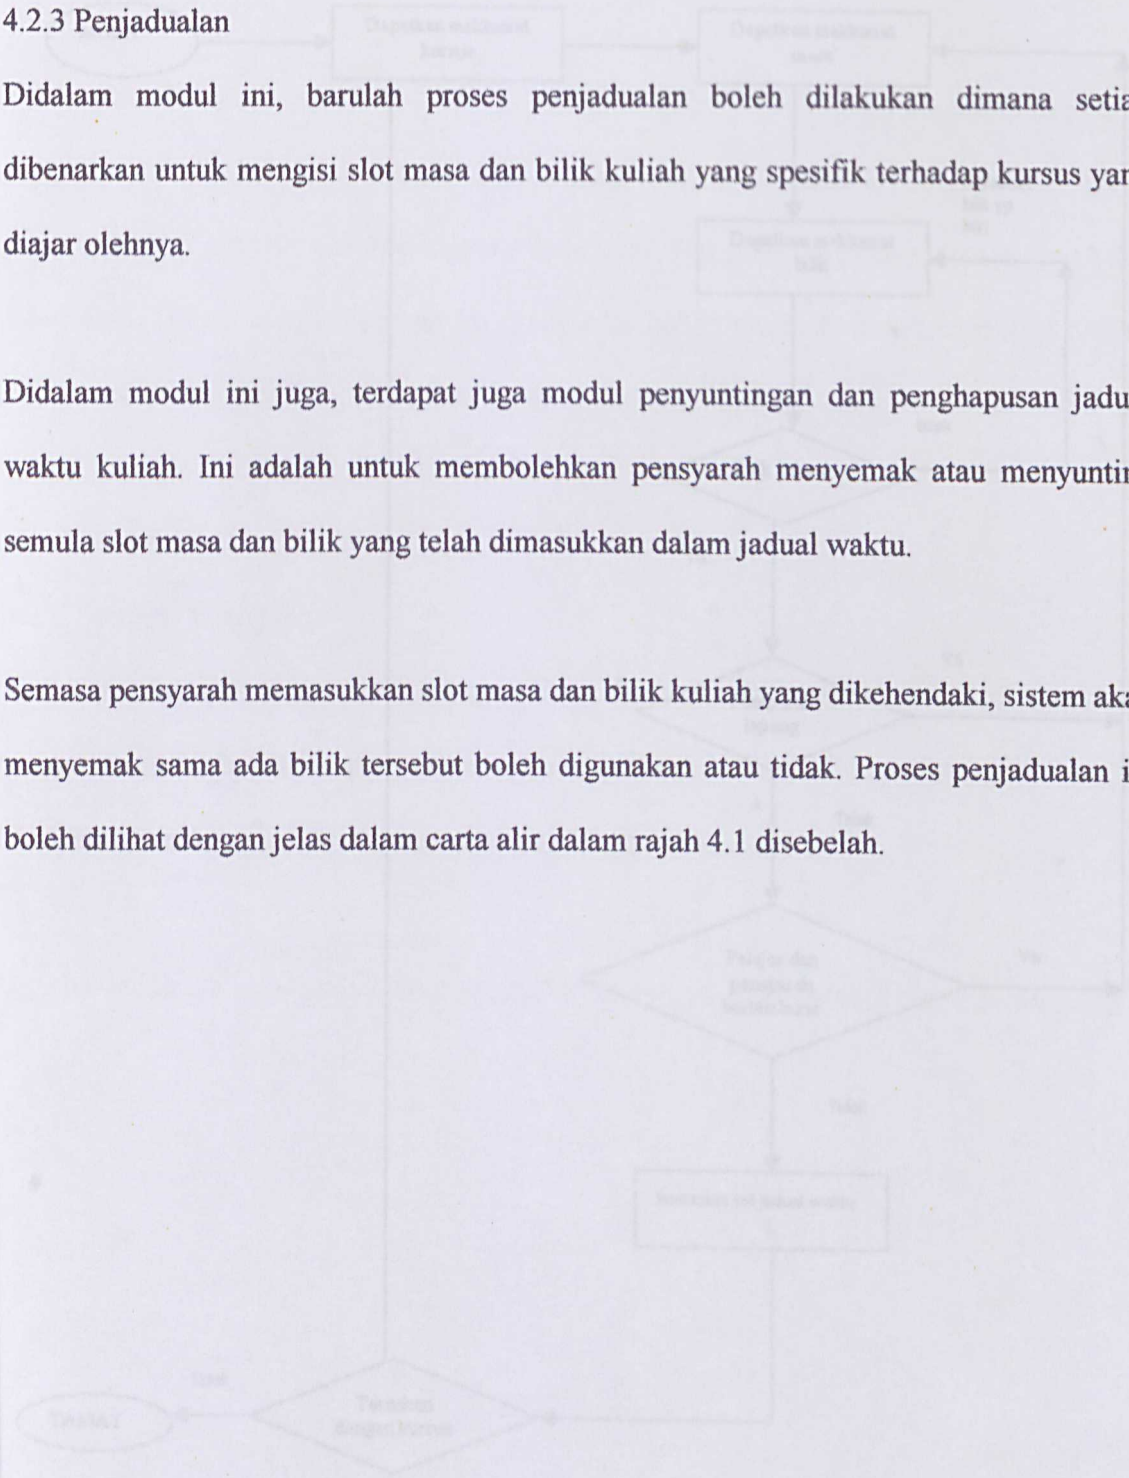 4.2.3 Penjadualan
Didalam modul ini, barulah proses penjadualan boleh dilakukan dimana setia
dibenarkan untuk mengisi slot masa dan bilik kuliah yang spesifik terhadap kursus yan
diajar olehnya.
Didalam modul ini juga, terdapat juga modul penyuntingan dan penghapusan jadu
waktu kuliah. Ini adalah untuk membolehkan pensyarah menyemak atau menyuntin
semula slot masa dan bilik yang telah dimasukkan dalam jadual waktu.
Semasa pensyarah memasukkan slot masa dan bilik kuliah yang dikehendaki, sistem aka
menyemak sama ada bilik tersebut boleh digunakan atau tidak. Proses penjadualan i
boleh dilihat dengan jelas dalam carta alir dalam rajah 4.1 disebelah.